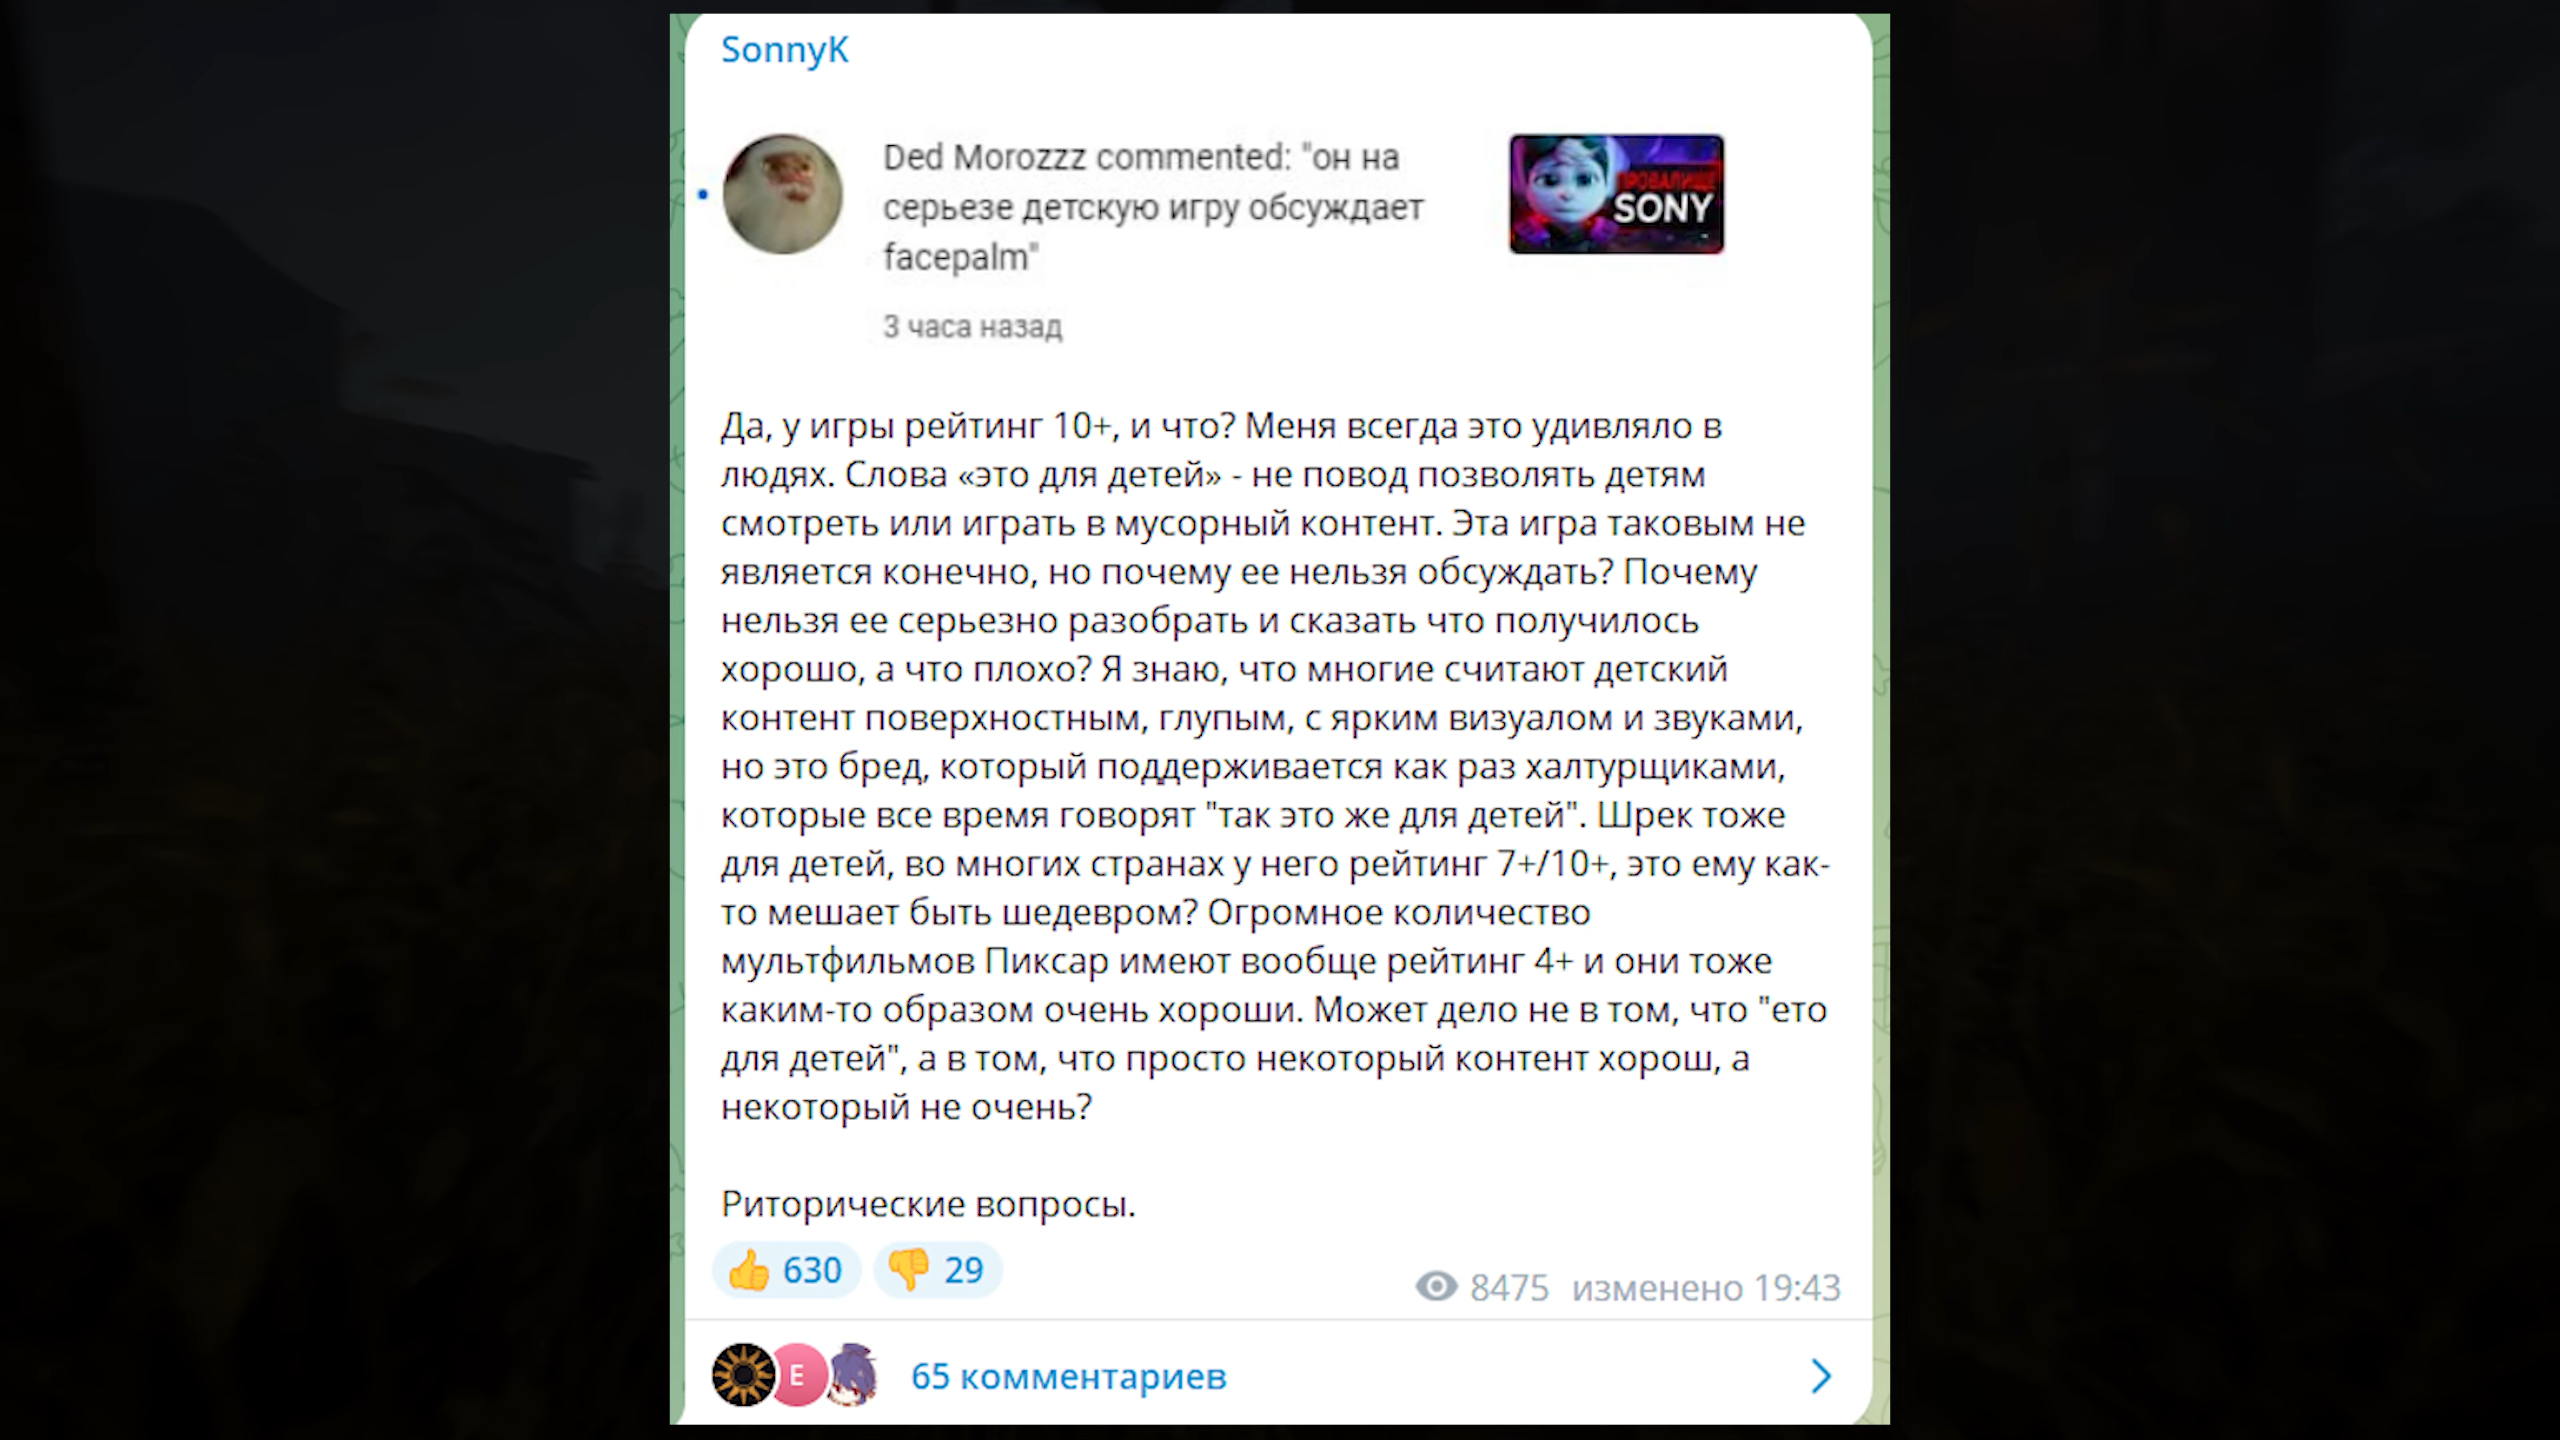 SonnyK
Ded Morozzz commented: "он на
серьезе детскую игру обсуждает
facepalm"
3 часа назад
ПРОВАЛИЩЕ
SONY
Да, у игры рейтинг 10+, и что? Меня всегда это удивляло в
людях. Слова «это для детей» - не повод позволять детям
смотреть или играть в мусорный контент. Эта игра таковым не
является конечно, но почему ее нельзя обсуждать? Почему
нельзя ее серьезно разобрать и сказать что получилось
хорошо, а что плохо? Я знаю, что многие считают детский
контент поверхностным, глупым, с ярким визуалом и звуками,
но это бред, который поддерживается как раз халтурщиками,
которые все время говорят "так это же для детей". Шрек тоже
для детей, во многих странах у него рейтинг 7+/10+, это ему как-
то мешает быть шедевром? Огромное количество
мультфильмов Пиксар имеют вообще рейтинг 4+ и они тоже
каким-то образом очень хороши. Может дело не в том, что "ето
для детей", а в том, что просто некоторый контент хорош, а
некоторый не очень?
Риторические вопросы.
630 29
8475 изменено 19:43
E
65 комментариев